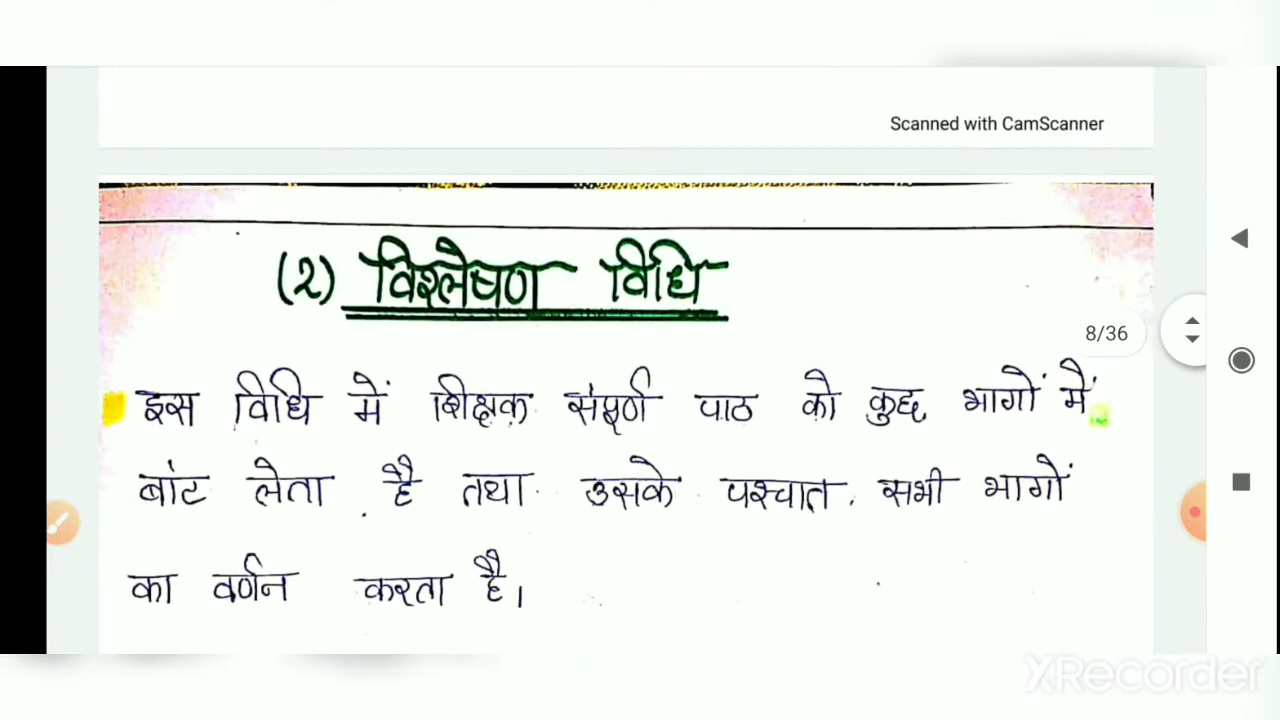 Scanned with CamScanner
(2) विश्लेषण विधि
8/36
इस विधि में शिक्षक संपूर्ण पाठ को कुछ भागों में
बांट लेता है तथा उसके पश्चात सभी भागों
का वर्णन करता है।
XRecorder